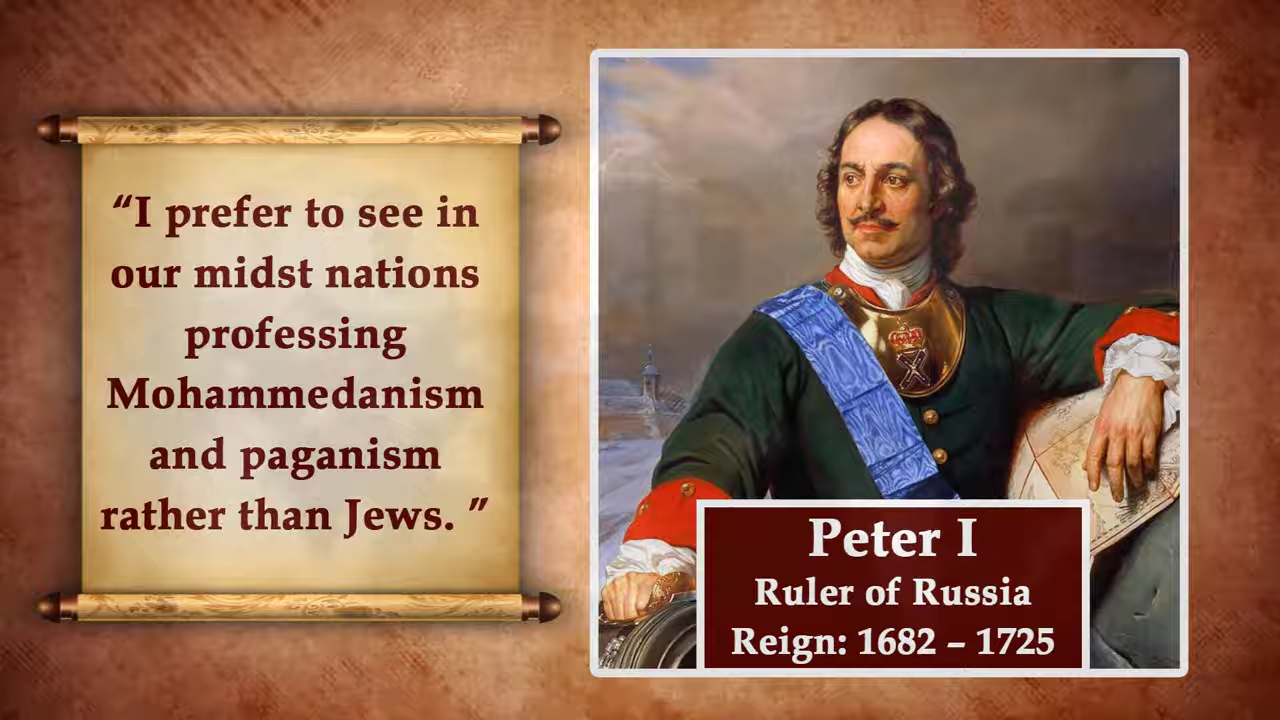 “I prefer to see in
our midst nations
professing
Mohammedanism
and paganism
rather than Jews. ”
Peter I
Ruler of Russia
Reign: 1682 – 1725